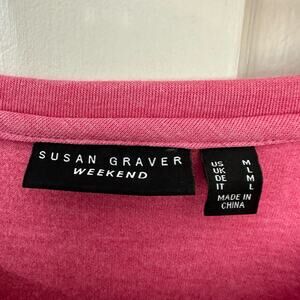 SUSAN GRAVER
WEEKEND
US M
UK L
DE M
IT L
MADE IN
CHINA